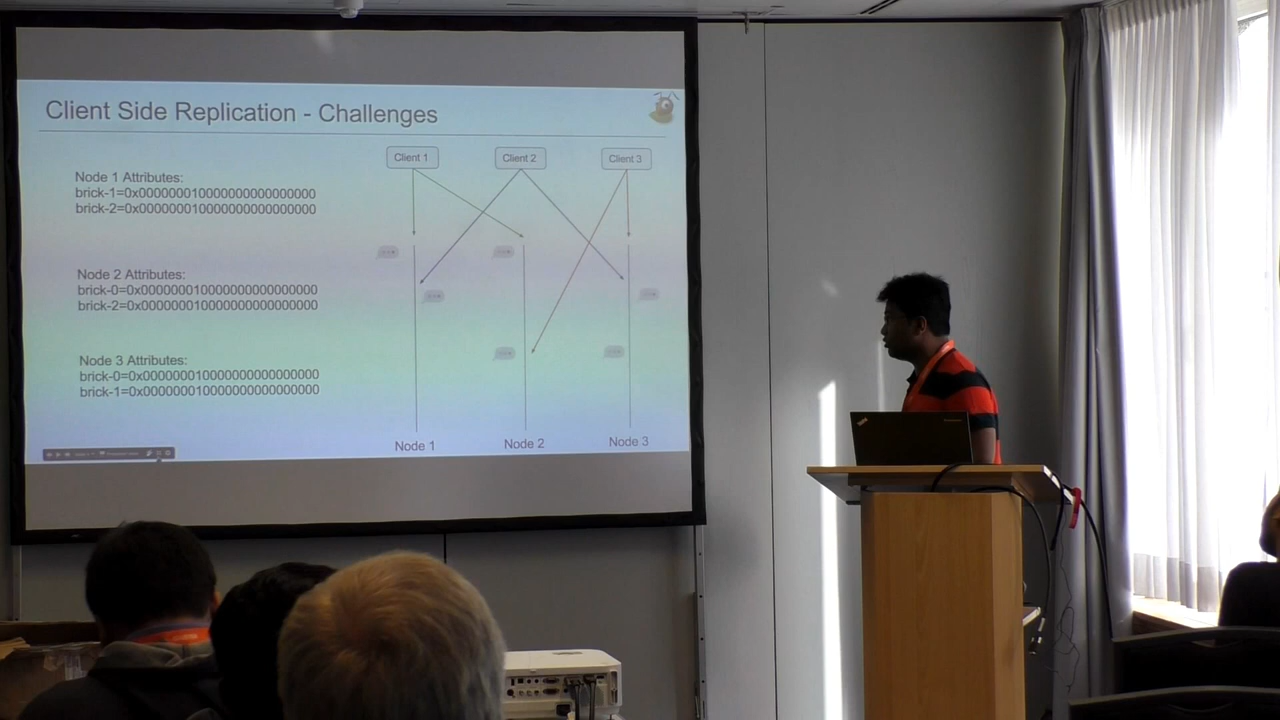 Client Side Replication - Challenges
Client 1
Client 2
Client 3
Node 1 Attributes:
brick-1=0x000000010000000000000000
brick-2=0x000000010000000000000000
Node 2 Attributes:
brick-0=0x000000010000000000000000
brick-2=0x000000010000000000000000
Node 3 Attributes:
brick-0=0x000000010000000000000000
brick-1=0x000000010000000000000000
Node 1
Node 2
Node 3